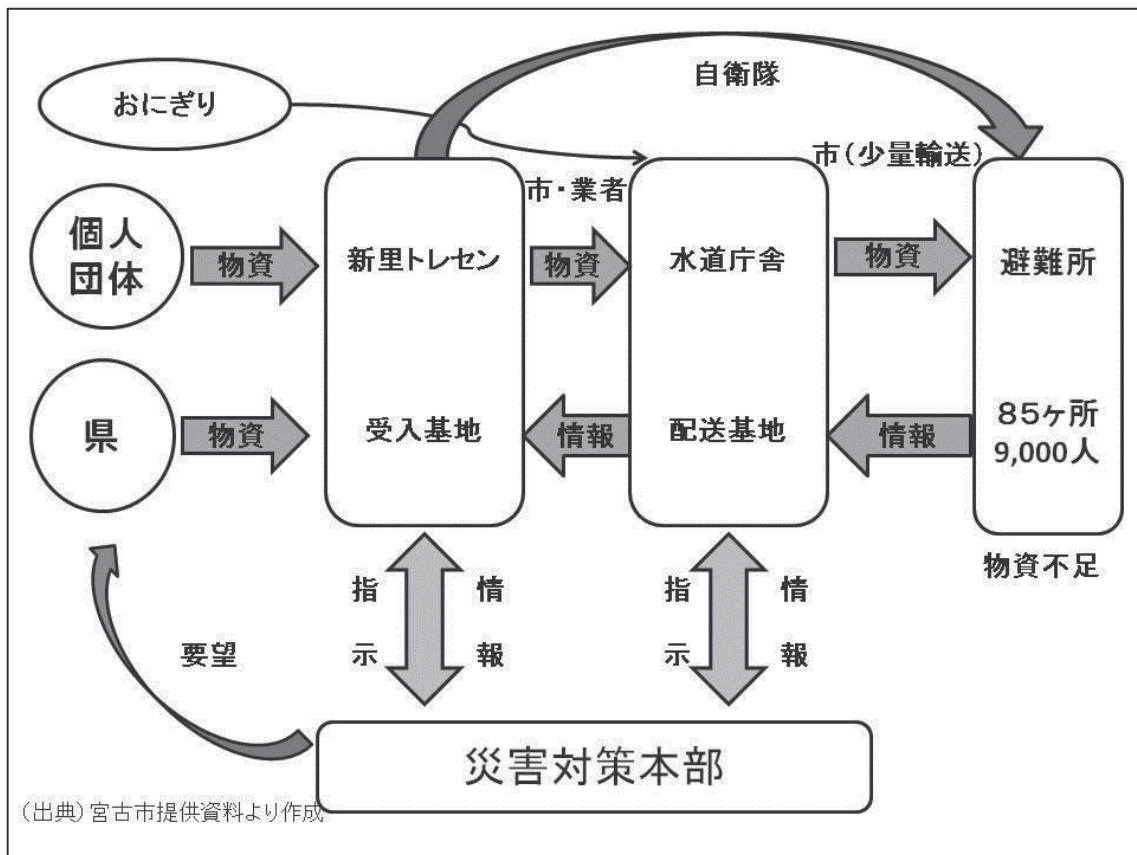 自衛隊
おにぎり
市(少量輸送)
市・業者
個人
団体
物資
新里トレセン
物資
水道庁舎
物資
避難所
県
物資
受入基地
情報
配送基地
情報
85ヶ所
9,000人
物資不足
指示
情報
指示
情報
要望
災害対策本部
(出典)宮古市提供資料より作成